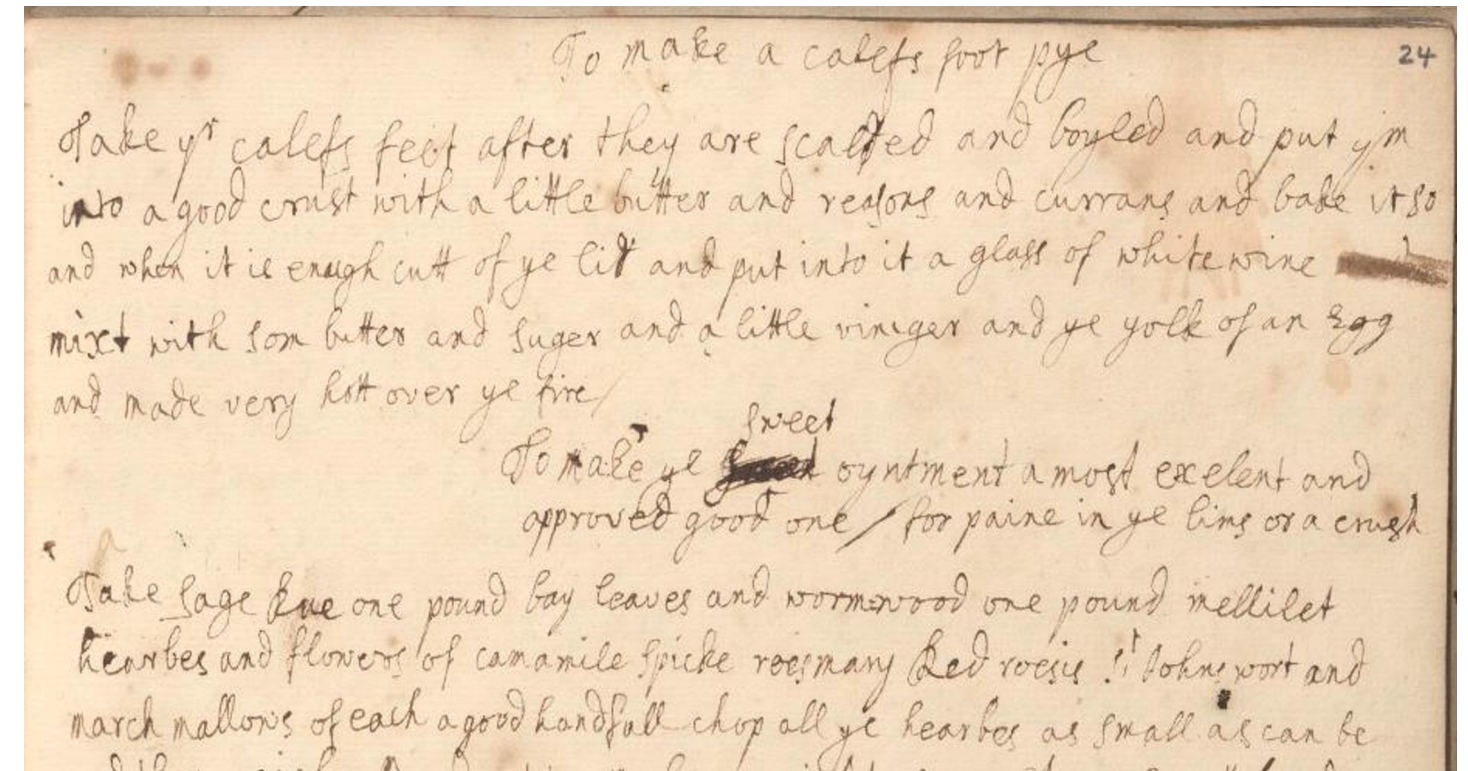 To make a calefs foot pye
24
Take yr calefs feet after they are scalded and boyled and put ym
into a good crust with a little butter and reasons and currans and bake it so
and when it is enough cutt of ye lid and put into it a glass of white wine
mixt with som butter and suger and a little vineger and ye yolk of an Egg
and made very hott over ye fire
sweet
To make ye oyntment a most exelent and
approved good one / for paine in ye lims or a crush
Take sage Rue one pound bay leaves and wormwood one pound mellilet
hearbes and flowers of camamile spicke roesmary Red roesis St Johns wort and
march mallows of each a good handfull chop all ye hearbes as small as can be